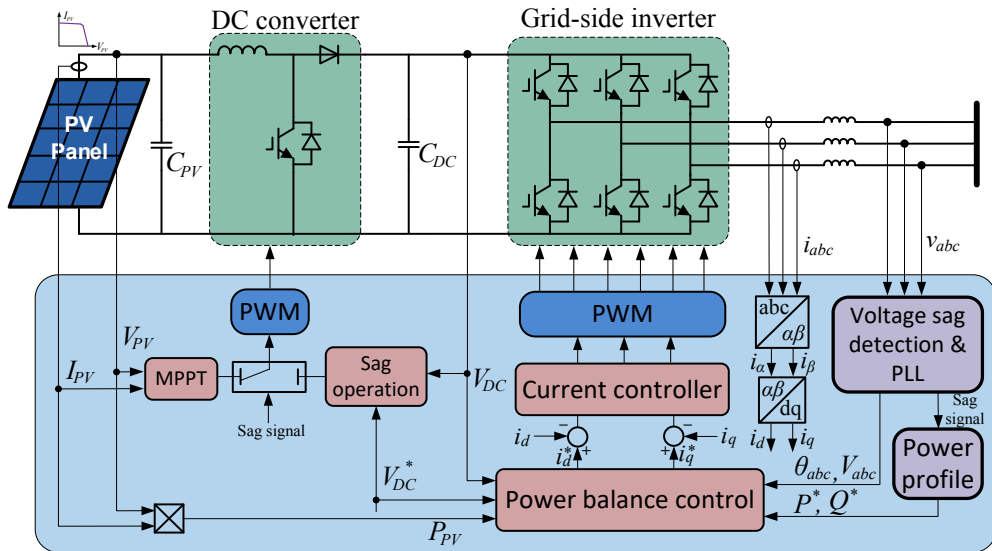 DC converter
Grid-side inverter
I_PV
V_PV
PV
Panel
C_PV
C_DC
i_abc
v_abc
PWM
PWM
abc
αβ
Voltage sag
detection &
PLL
V_PV
I_PV
MPPT
Sag
operation
V_DC
Current controller
i_α
i_β
αβ
dq
Sag
signal
Sag signal
i_d
−
+
i_d^*
−
+
i_q^*
i_q
i_d
i_q
Power
profile
V_DC^*
Power balance control
θ_abc, V_abc
P^*, Q^*
P_PV